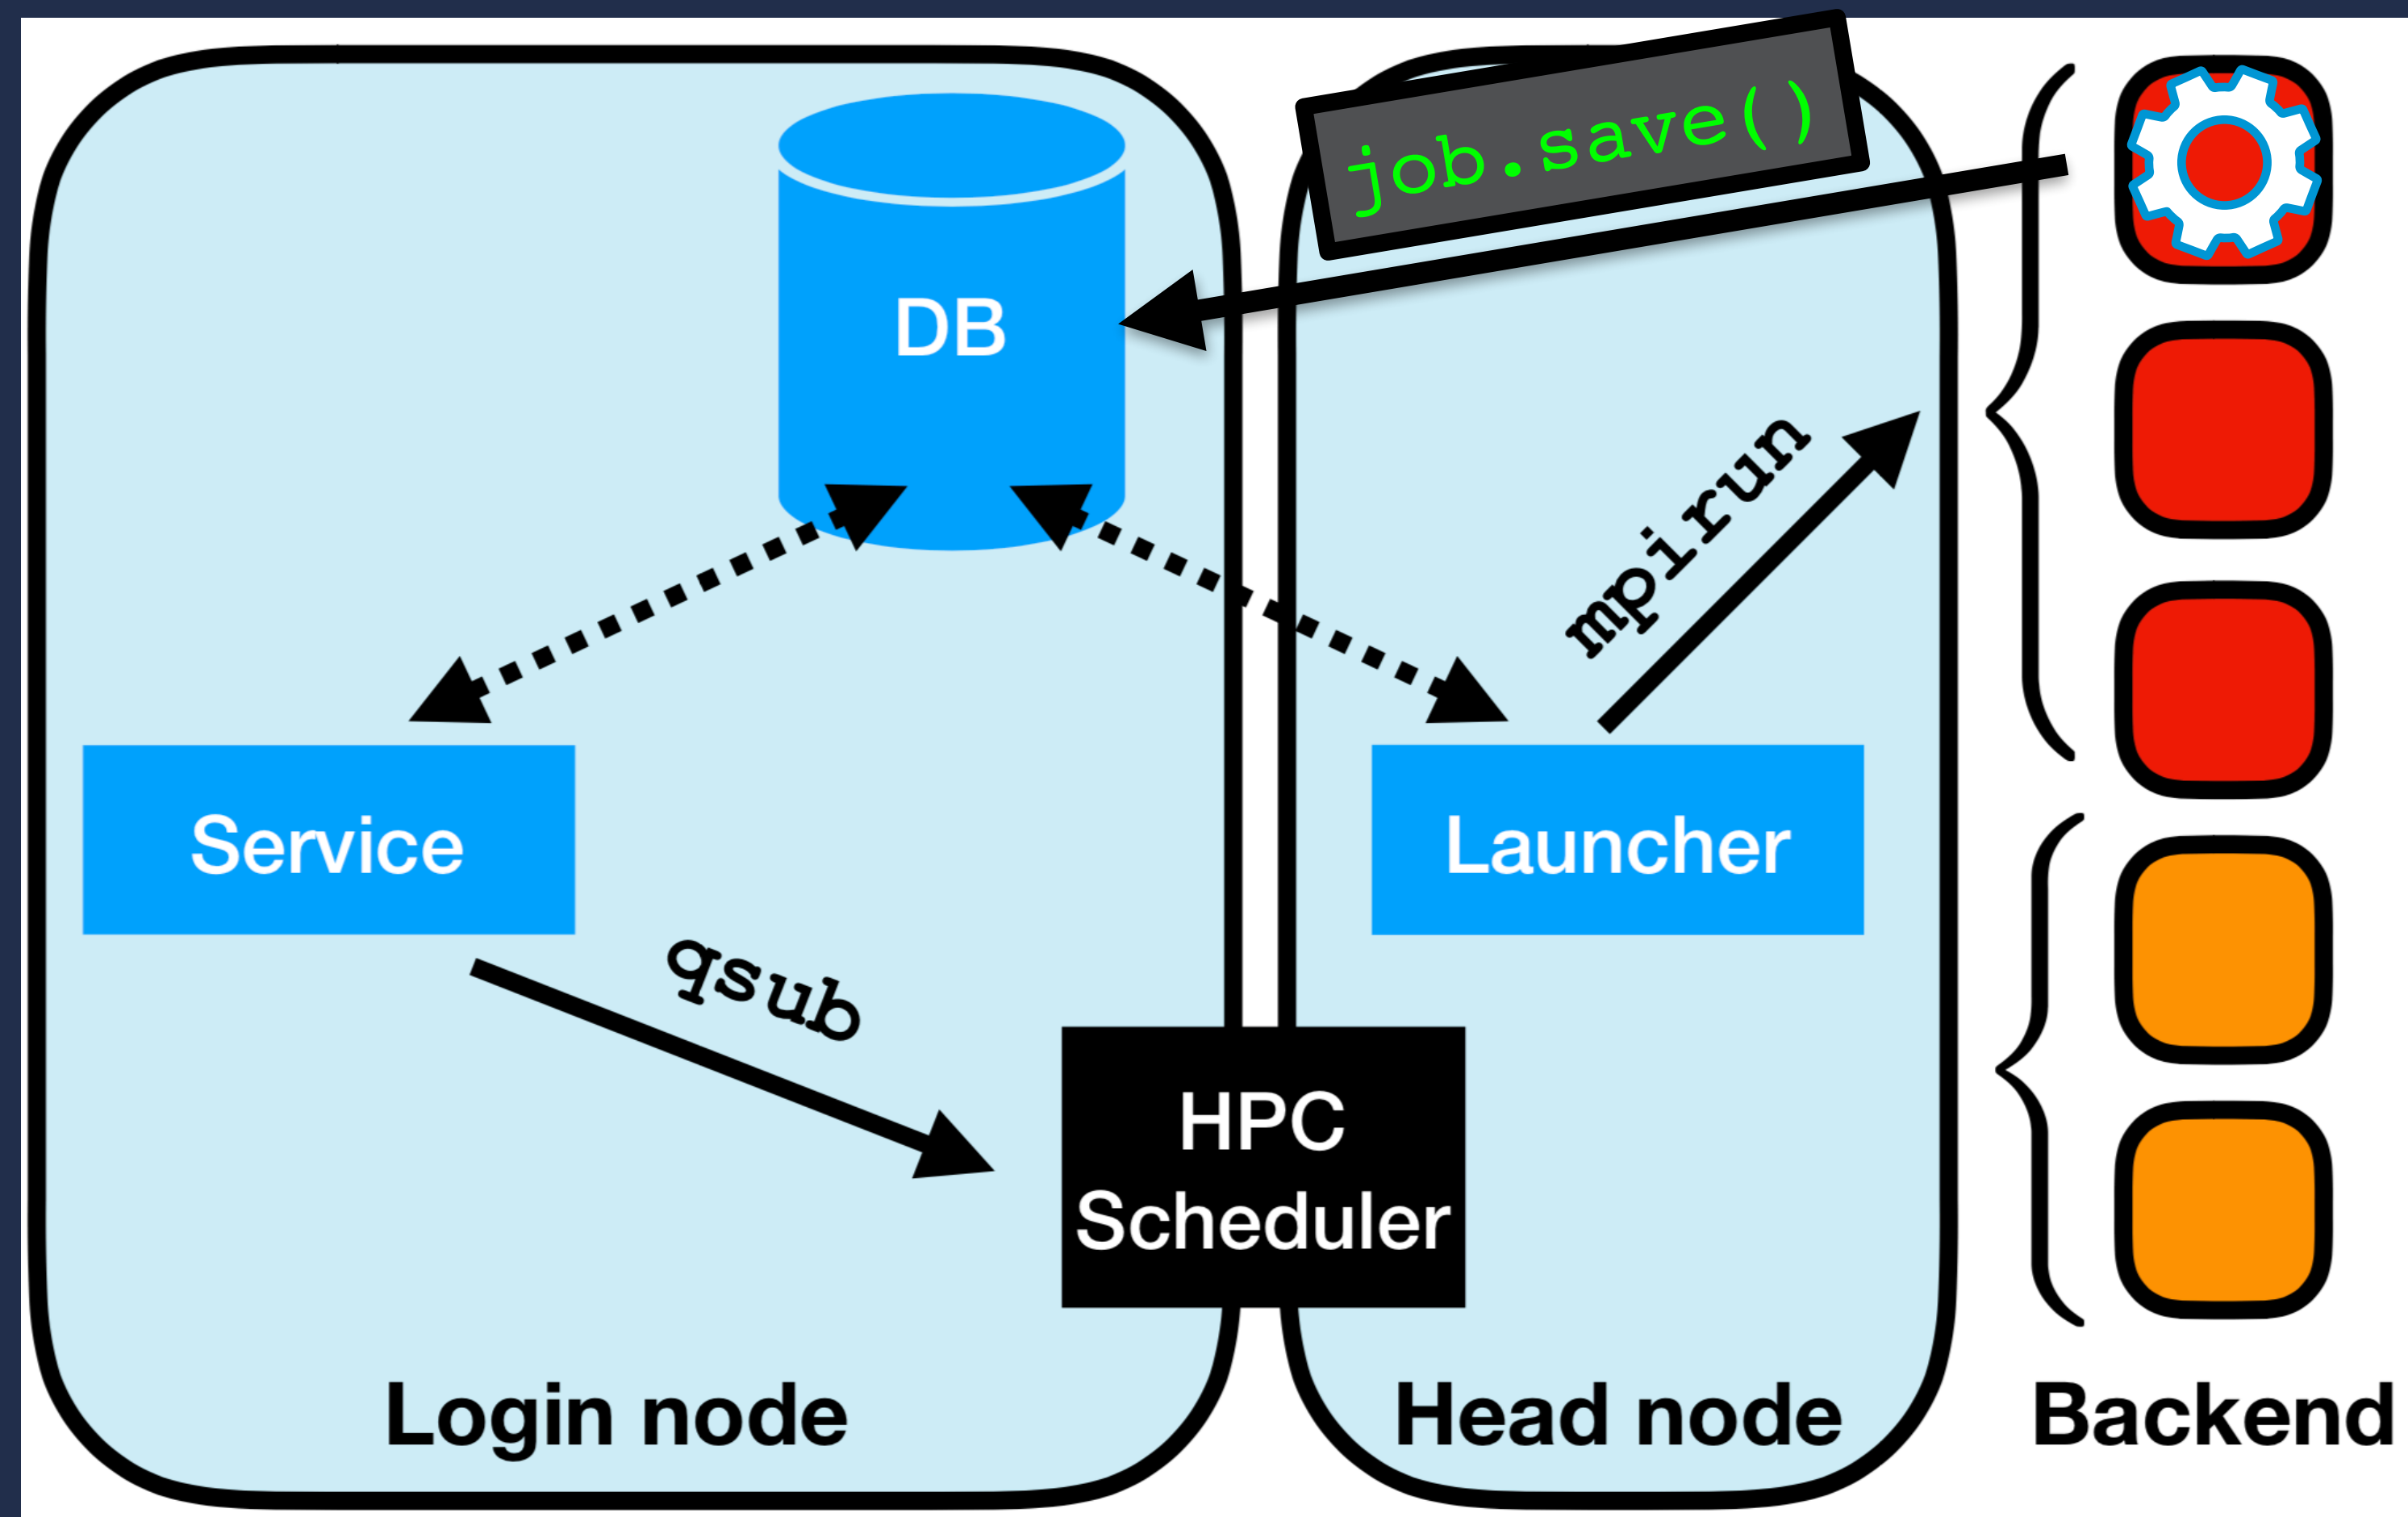 job.save()
DB
mpirun
Service
Launcher
qsub
HPC
Scheduler
Login node
Head node
Backend